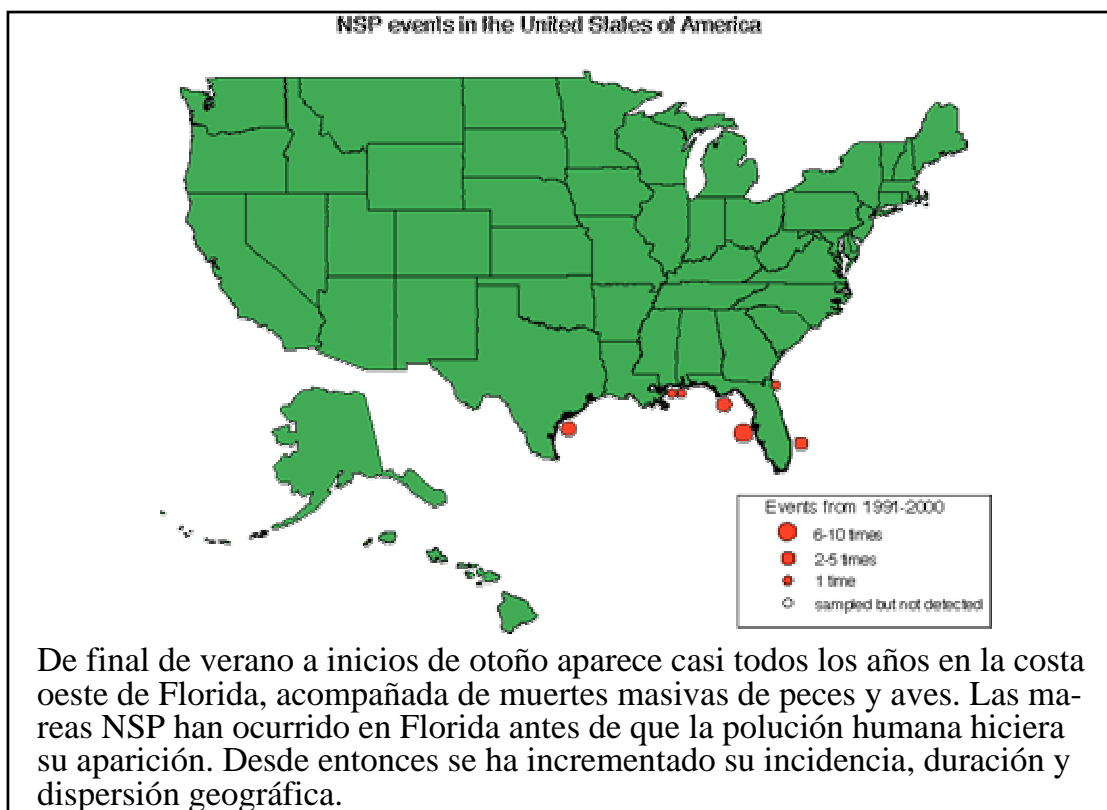 NSP events in the United States of America
Events from 1991-2000
6-10 times
2-5 times
1 time
sampled but not detected
De final de verano a inicios de otoño aparece casi todos los años en la costa
oeste de Florida, acompañada de muertes masivas de peces y aves. Las ma-
reas NSP han ocurrido en Florida antes de que la polución humana hiciera
su aparición. Desde entonces se ha incrementado su incidencia, duración y
dispersión geográfica.